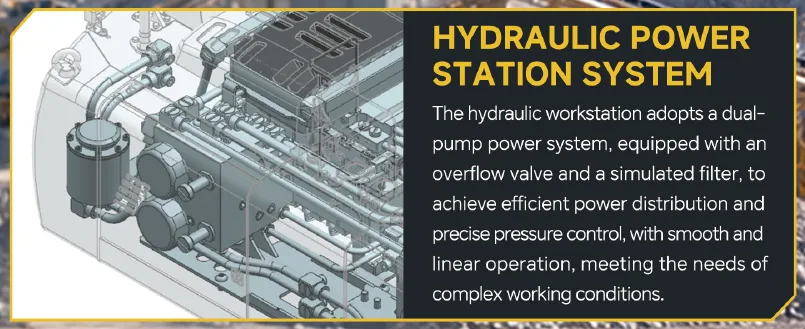 HYDRAULIC POWER
STATION SYSTEM
The hydraulic workstation adopts a dual-
pump power system, equipped with an
overflow valve and a simulated filter, to
achieve efficient power distribution and
precise pressure control, with smooth and
linear operation, meeting the needs of
complex working conditions.